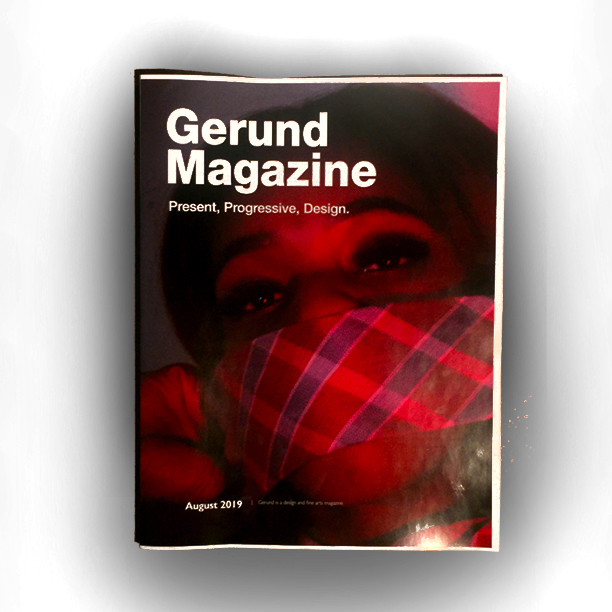 Gerund
Magazine
Present, Progressive, Design.
August 2019 | Gerund is a design and fine arts magazine.